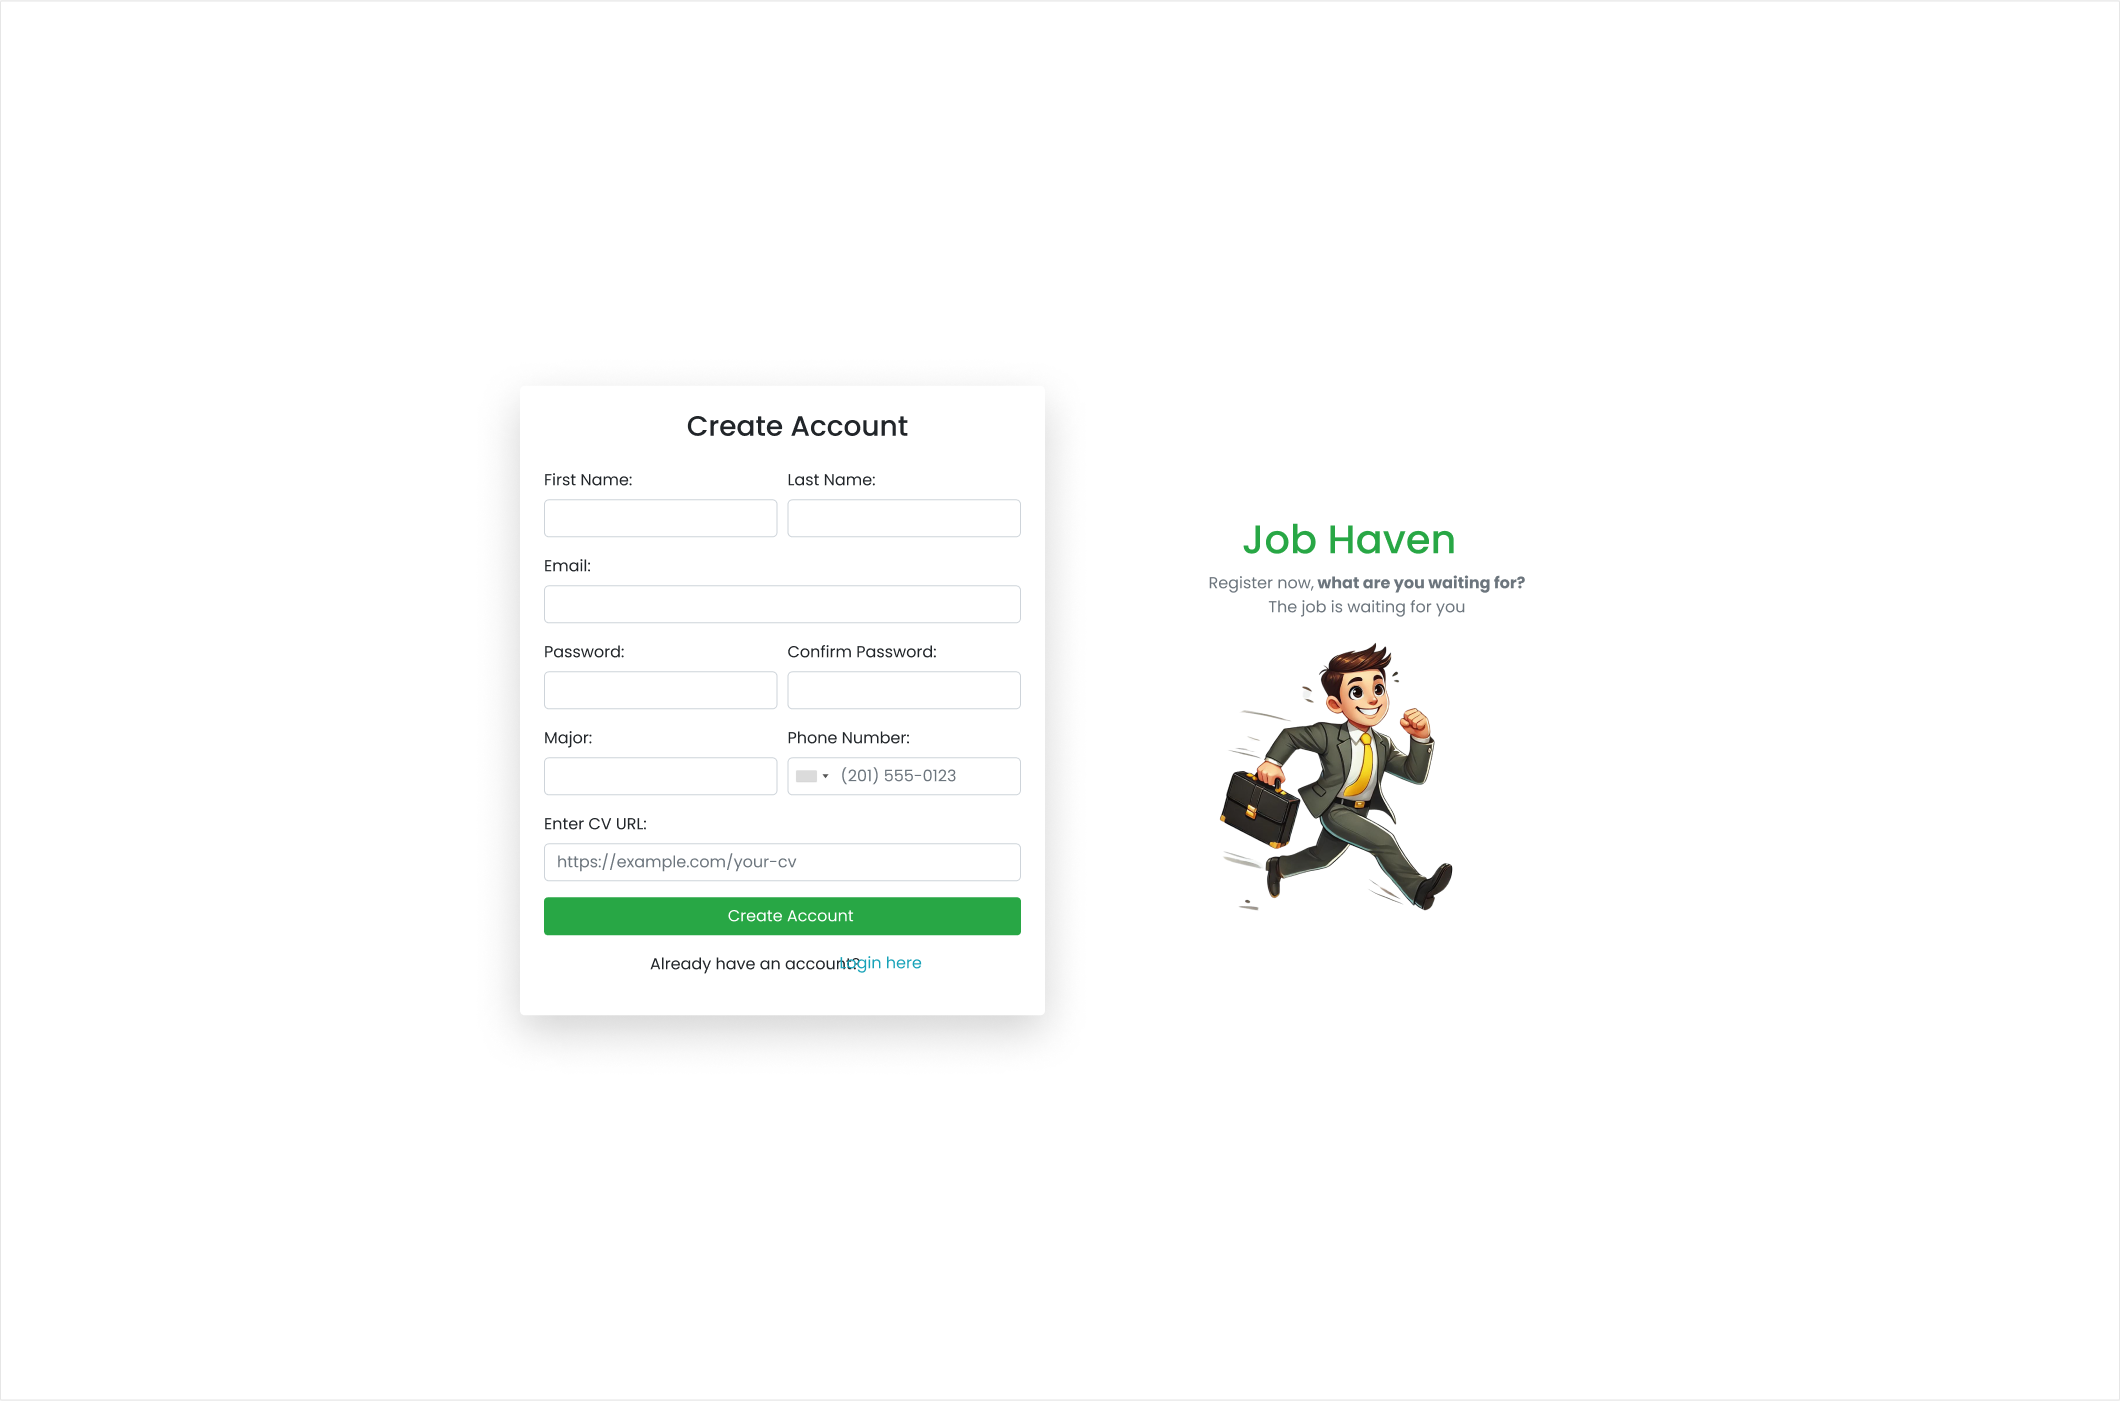 Create Account
First Name:
Last Name:
Email:
Password:
Confirm Password:
Major:
Phone Number:
(201) 555-0123
Enter CV URL:
https://example.com/your-cv
Create Account
Already have an account?
Login here
Job Haven
Register now, what are you waiting for?
The job is waiting for you